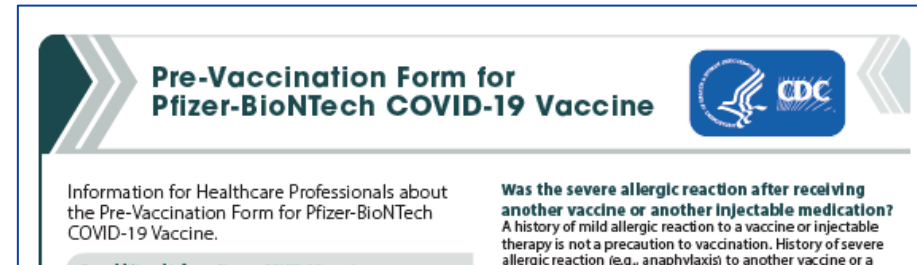 Pre-Vaccination Form for
Pfizer-BioNTech COVID-19 Vaccine
CDC
Information for Healthcare Professionals about
the Pre-Vaccination Form for Pfizer-BioNTech
COVID-19 Vaccine.
Was the severe allergic reaction after receiving
another vaccine or another injectable medication?
A history of mild allergic reaction to a vaccine or injectable
therapy is not a precaution to vaccination. History of severe
allergic reaction (e.g., anaphylaxis) to another vaccine or a